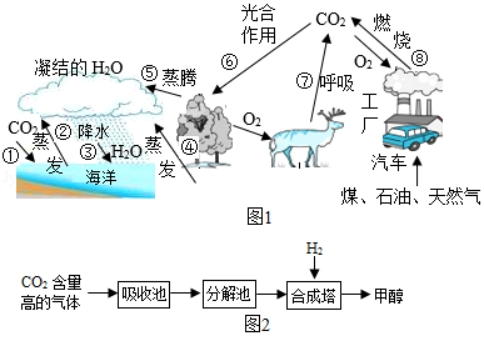 光合作用
CO₂
燃烧
⑥
⑧
O₂
凝结的 H₂O
⑤ 蒸腾
⑦ 呼吸
工厂
CO₂
蒸发
② 降水
③ H₂O
蒸发
④
O₂
①
海洋
汽车
煤、石油、天然气
图1
H₂
CO₂ 含量
高的气体
吸收池
分解池
合成塔
甲醇
图2